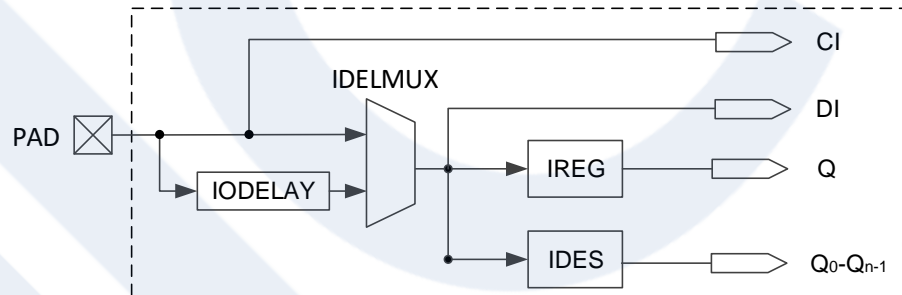 CI
IDELMUX
DI
PAD
IREG
Q
IODELAY
IDES
Q0-Qn-1